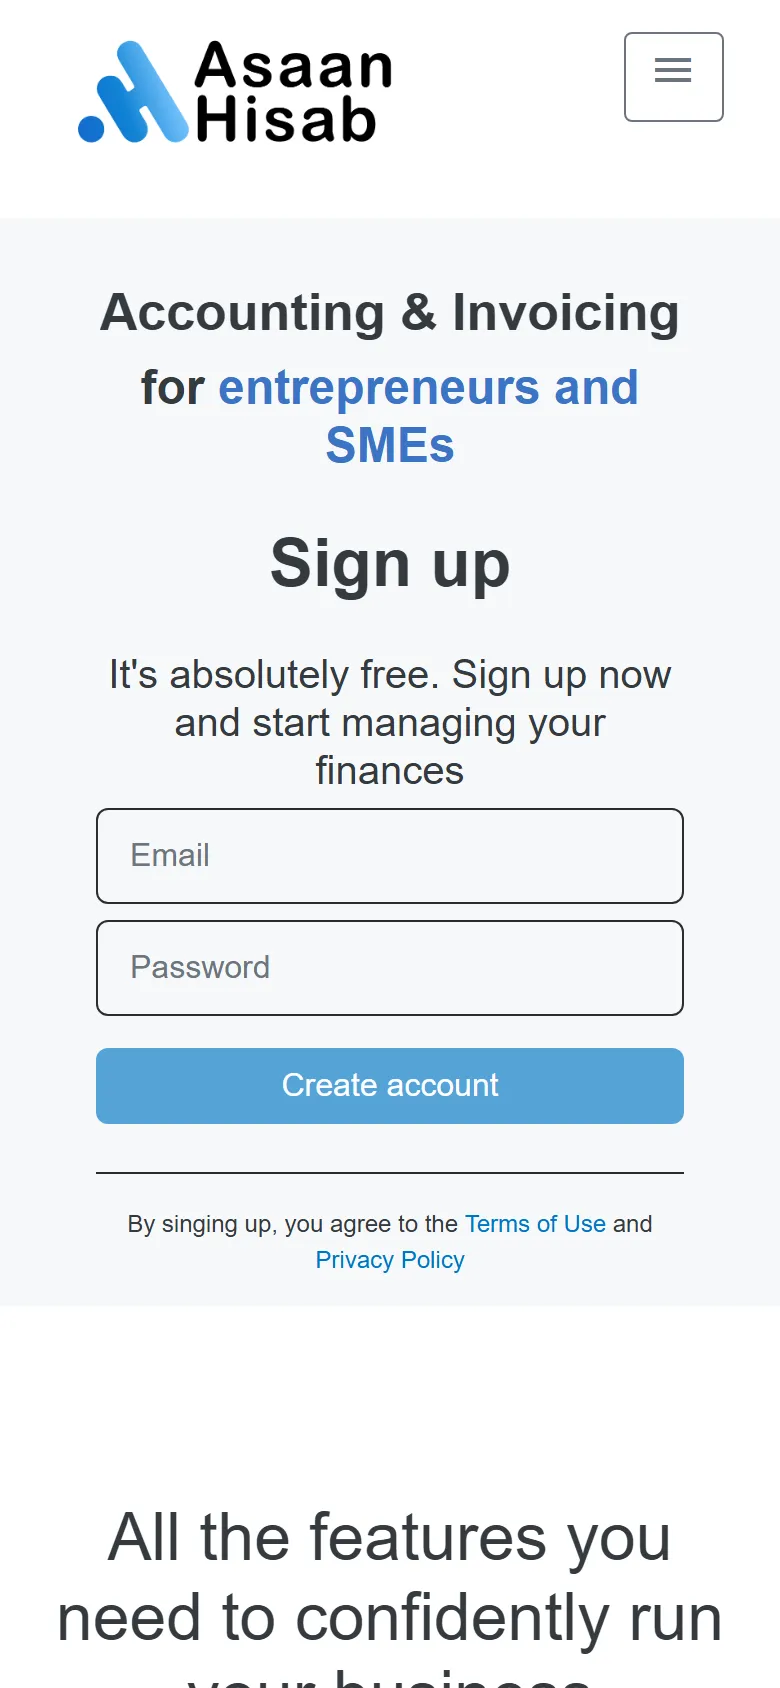 Asaan
Hisab
Accounting & Invoicing
for entrepreneurs and
SMEs
Sign up
It's absolutely free. Sign up now
and start managing your
finances
Email
Password
Create account
By singing up, you agree to the Terms of Use and
Privacy Policy
All the features you
need to confidently run
your business